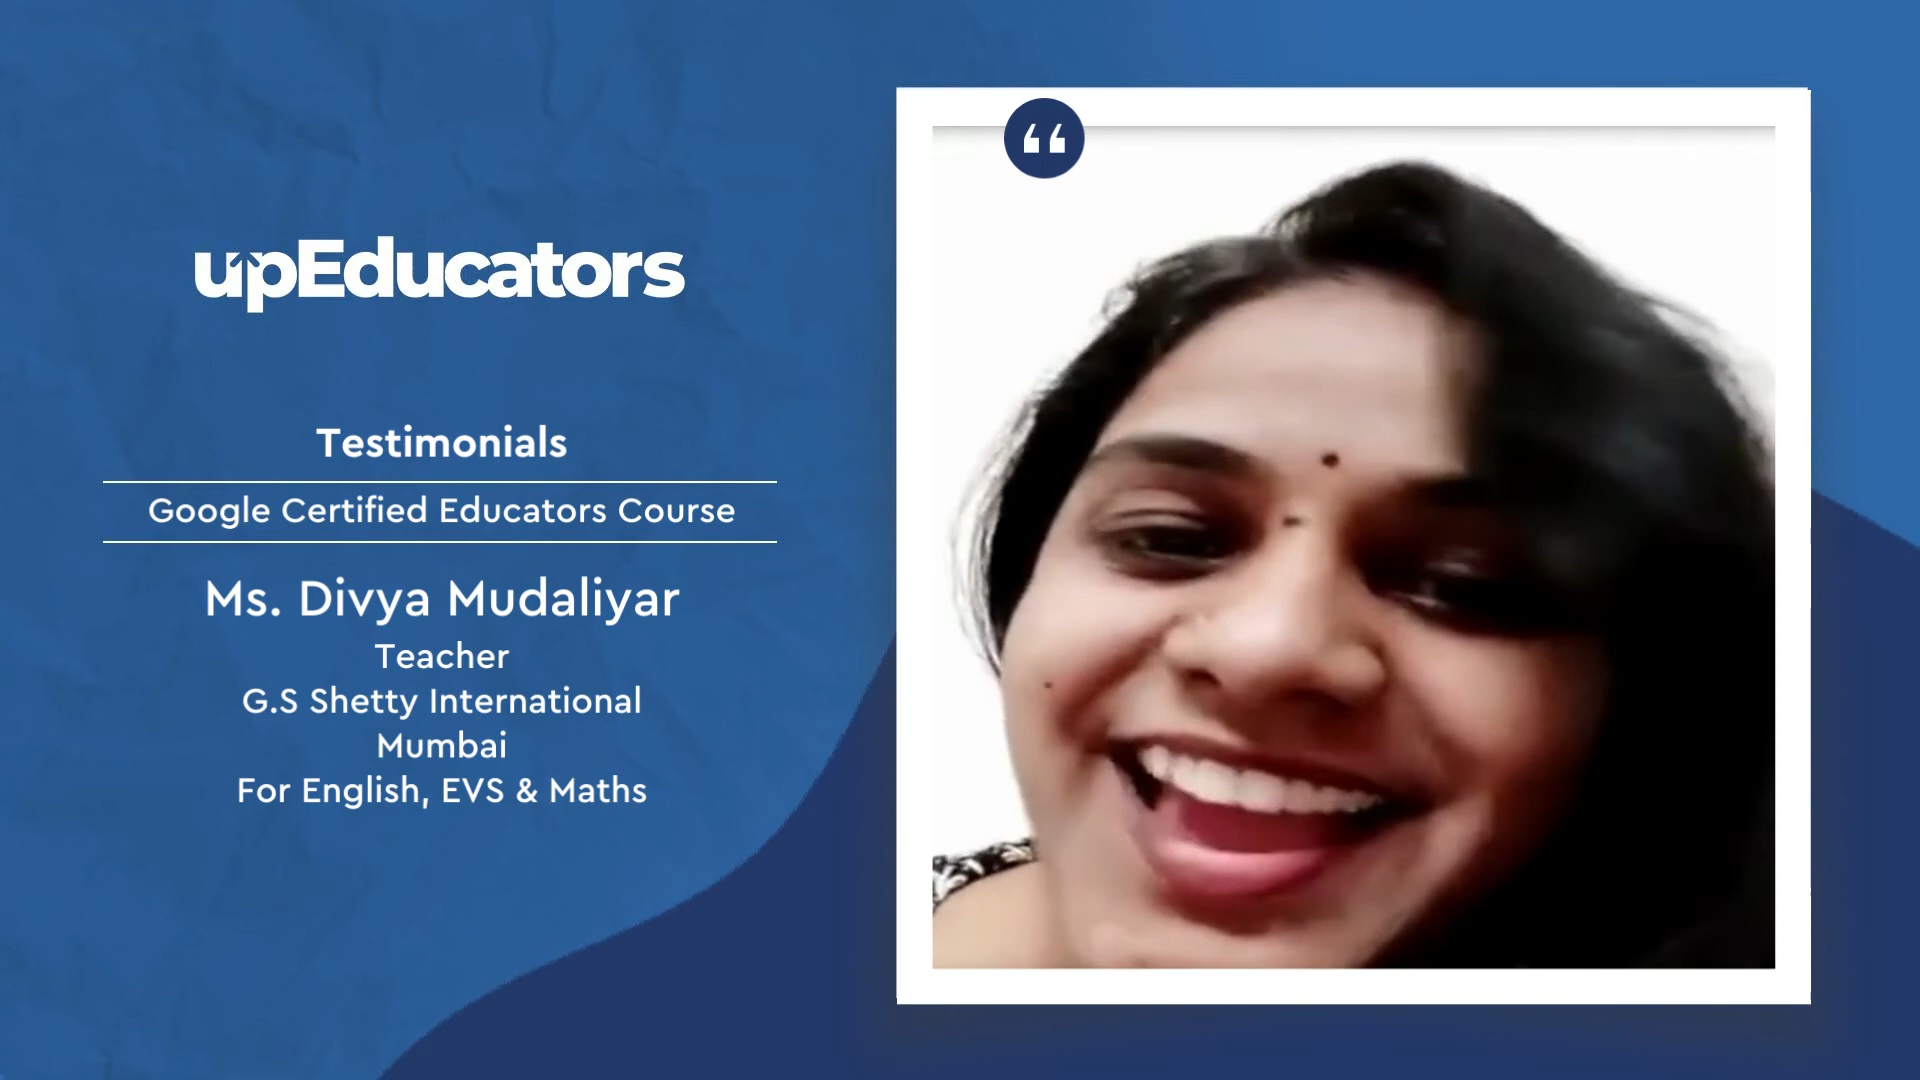 upEducators
Testimonials
Google Certified Educators Course
Ms. Divya Mudaliyar
Teacher
G.S Shetty International
Mumbai
For English, EVS & Maths